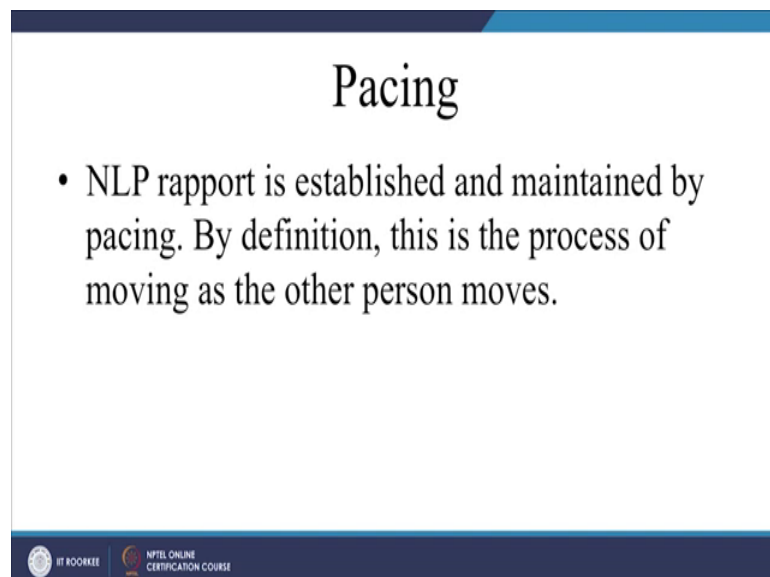 Pacing
• NLP rapport is established and maintained by
pacing. By definition, this is the process of
moving as the other person moves.
IIT ROORKEE
NPTEL ONLINE
CERTIFICATION COURSE